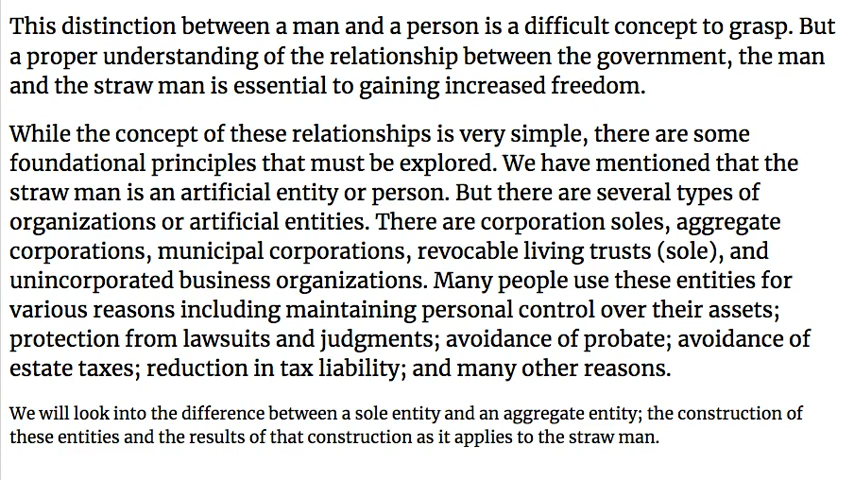 This distinction between a man and a person is a difficult concept to grasp. But
a proper understanding of the relationship between the government, the man
and the straw man is essential to gaining increased freedom.
While the concept of these relationships is very simple, there are some
foundational principles that must be explored. We have mentioned that the
straw man is an artificial entity or person. But there are several types of
organizations or artificial entities. There are corporation soles, aggregate
corporations, municipal corporations, revocable living trusts (sole), and
unincorporated business organizations. Many people use these entities for
various reasons including maintaining personal control over their assets;
protection from lawsuits and judgments; avoidance of probate; avoidance of
estate taxes; reduction in tax liability; and many other reasons.
We will look into the difference between a sole entity and an aggregate entity; the construction of
these entities and the results of that construction as it applies to the straw man.